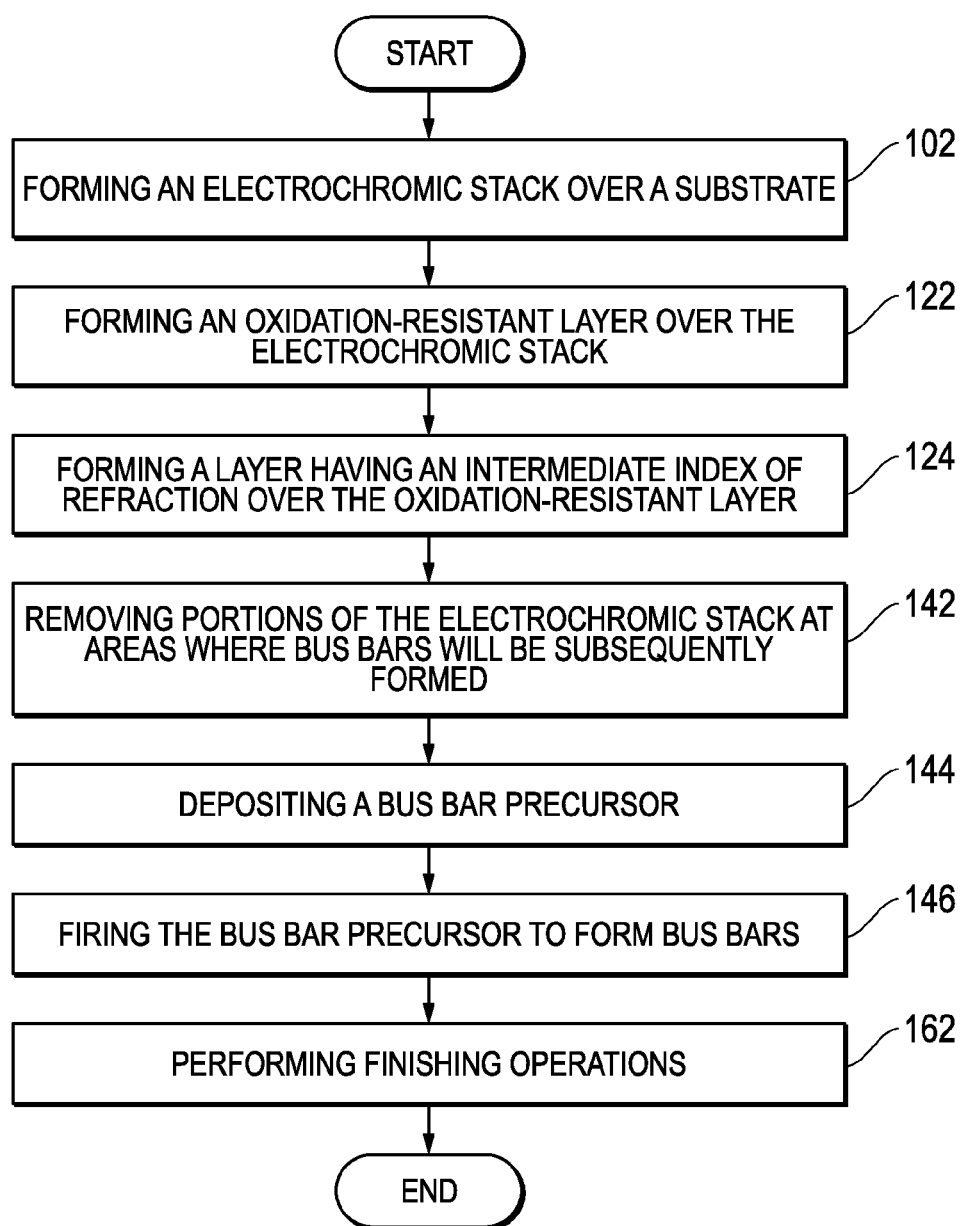 START
102
FORMING AN ELECTROCHROMIC STACK OVER A SUBSTRATE
122
FORMING AN OXIDATION-RESISTANT LAYER OVER THE
ELECTROCHROMIC STACK
124
FORMING A LAYER HAVING AN INTERMEDIATE INDEX OF
REFRACTION OVER THE OXIDATION-RESISTANT LAYER
142
REMOVING PORTIONS OF THE ELECTROCHROMIC STACK AT
AREAS WHERE BUS BARS WILL BE SUBSEQUENTLY
FORMED
144
DEPOSITING A BUS BAR PRECURSOR
146
FIRING THE BUS BAR PRECURSOR TO FORM BUS BARS
162
PERFORMING FINISHING OPERATIONS
END